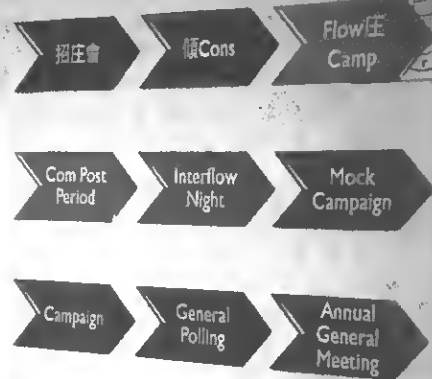 招庄會
傾Cons
Flow庄
Camp
Com Post
Period
Interflow
Night
Mock
Campaign
Campaign
General
Polling
Annual
General
Meeting